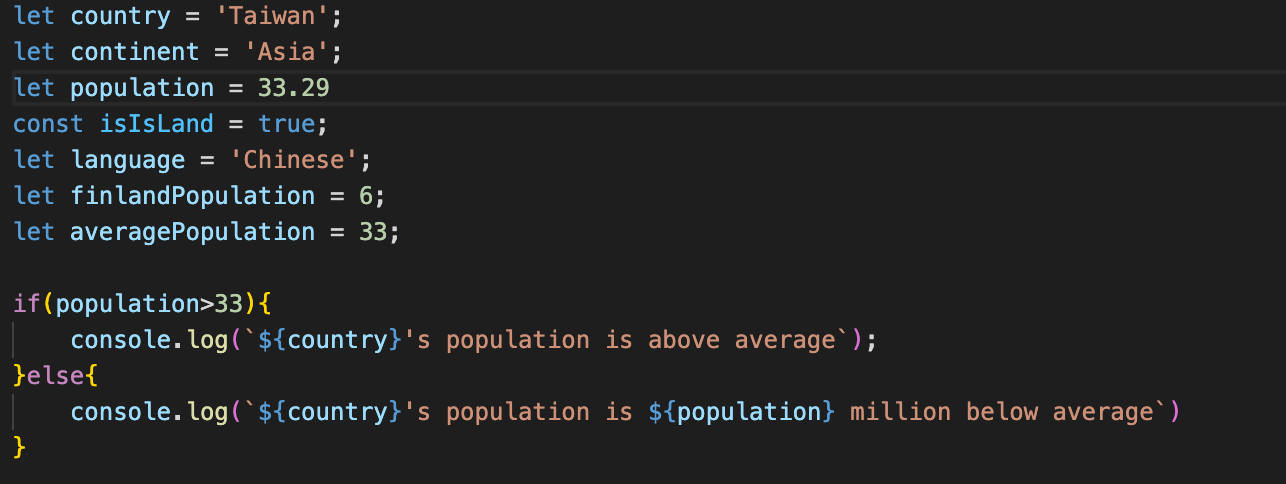 let country = 'Taiwan';
let continent = 'Asia';
let population = 33.29
const isIsLand = true;
let language = 'Chinese';
let finlandPopulation = 6;
let averagePopulation = 33;

if(population>33){
    console.log(`${country}'s population is above average`);
}else{
    console.log(`${country}'s population is ${population} million below average`)
}